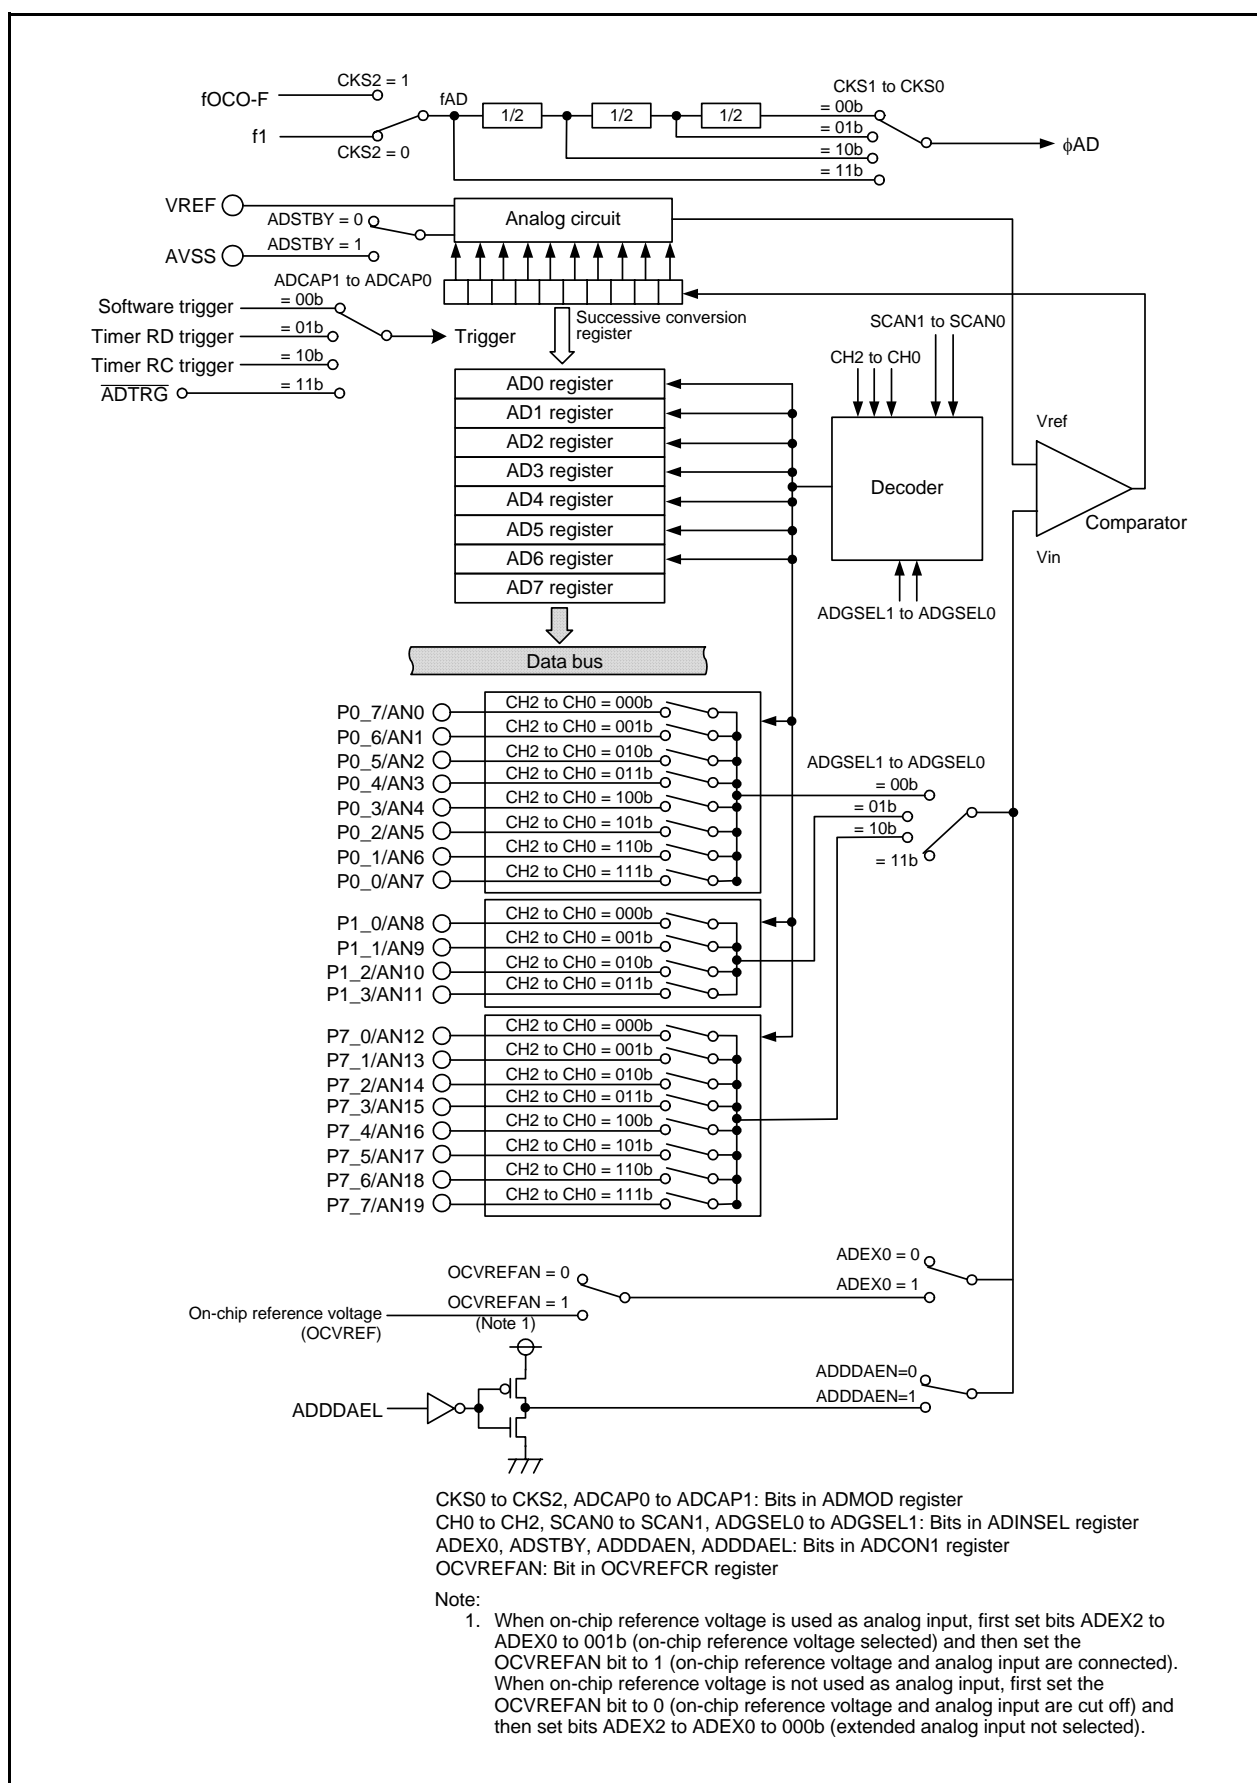 CKS2 = 1
fOCO-F
f1
CKS2 = 0
fAD
1/2
1/2
1/2
CKS1 to CKS0
= 00b
= 01b
= 10b
= 11b
ϕAD
VREF
ADSTBY = 0
AVSS
ADSTBY = 1
Analog circuit
ADCAP1 to ADCAP0
Software trigger
= 00b
Timer RD trigger
= 01b
Timer RC trigger
= 10b
ADTRG
= 11b
Trigger
Successive conversion
register
SCAN1 to SCAN0
CH2 to CH0
AD0 register
AD1 register
AD2 register
AD3 register
AD4 register
AD5 register
AD6 register
AD7 register
Decoder
Vref
Comparator
Vin
ADGSEL1 to ADGSEL0
Data bus
P0_7/AN0
CH2 to CH0 = 000b
P0_6/AN1
CH2 to CH0 = 001b
P0_5/AN2
CH2 to CH0 = 010b
P0_4/AN3
CH2 to CH0 = 011b
P0_3/AN4
CH2 to CH0 = 100b
P0_2/AN5
CH2 to CH0 = 101b
P0_1/AN6
CH2 to CH0 = 110b
P0_0/AN7
CH2 to CH0 = 111b
ADGSEL1 to ADGSEL0
= 00b
= 01b
= 10b
= 11b
P1_0/AN8
CH2 to CH0 = 000b
P1_1/AN9
CH2 to CH0 = 001b
P1_2/AN10
CH2 to CH0 = 010b
P1_3/AN11
CH2 to CH0 = 011b
P7_0/AN12
CH2 to CH0 = 000b
P7_1/AN13
CH2 to CH0 = 001b
P7_2/AN14
CH2 to CH0 = 010b
P7_3/AN15
CH2 to CH0 = 011b
P7_4/AN16
CH2 to CH0 = 100b
P7_5/AN17
CH2 to CH0 = 101b
P7_6/AN18
CH2 to CH0 = 110b
P7_7/AN19
CH2 to CH0 = 111b
OCVREFAN = 0
ADEX0 = 0
ADEX0 = 1
On-chip reference voltage
(OCVREF)
OCVREFAN = 1
(Note 1)
ADDDAEL
ADDDAEN=0
ADDDAEN=1
CKS0 to CKS2, ADCAP0 to ADCAP1: Bits in ADMOD register
CH0 to CH2, SCAN0 to SCAN1, ADGSEL0 to ADGSEL1: Bits in ADINSEL register
ADEX0, ADSTBY, ADDDAEN, ADDDAEL: Bits in ADCON1 register
OCVREFAN: Bit in OCVREFCR register
Note:
1. When on-chip reference voltage is used as analog input, first set bits ADEX2 to
ADEX0 to 001b (on-chip reference voltage selected) and then set the
OCVREFAN bit to 1 (on-chip reference voltage and analog input are connected).
When on-chip reference voltage is not used as analog input, first set the
OCVREFAN bit to 0 (on-chip reference voltage and analog input are cut off) and
then set bits ADEX2 to ADEX0 to 000b (extended analog input not selected).